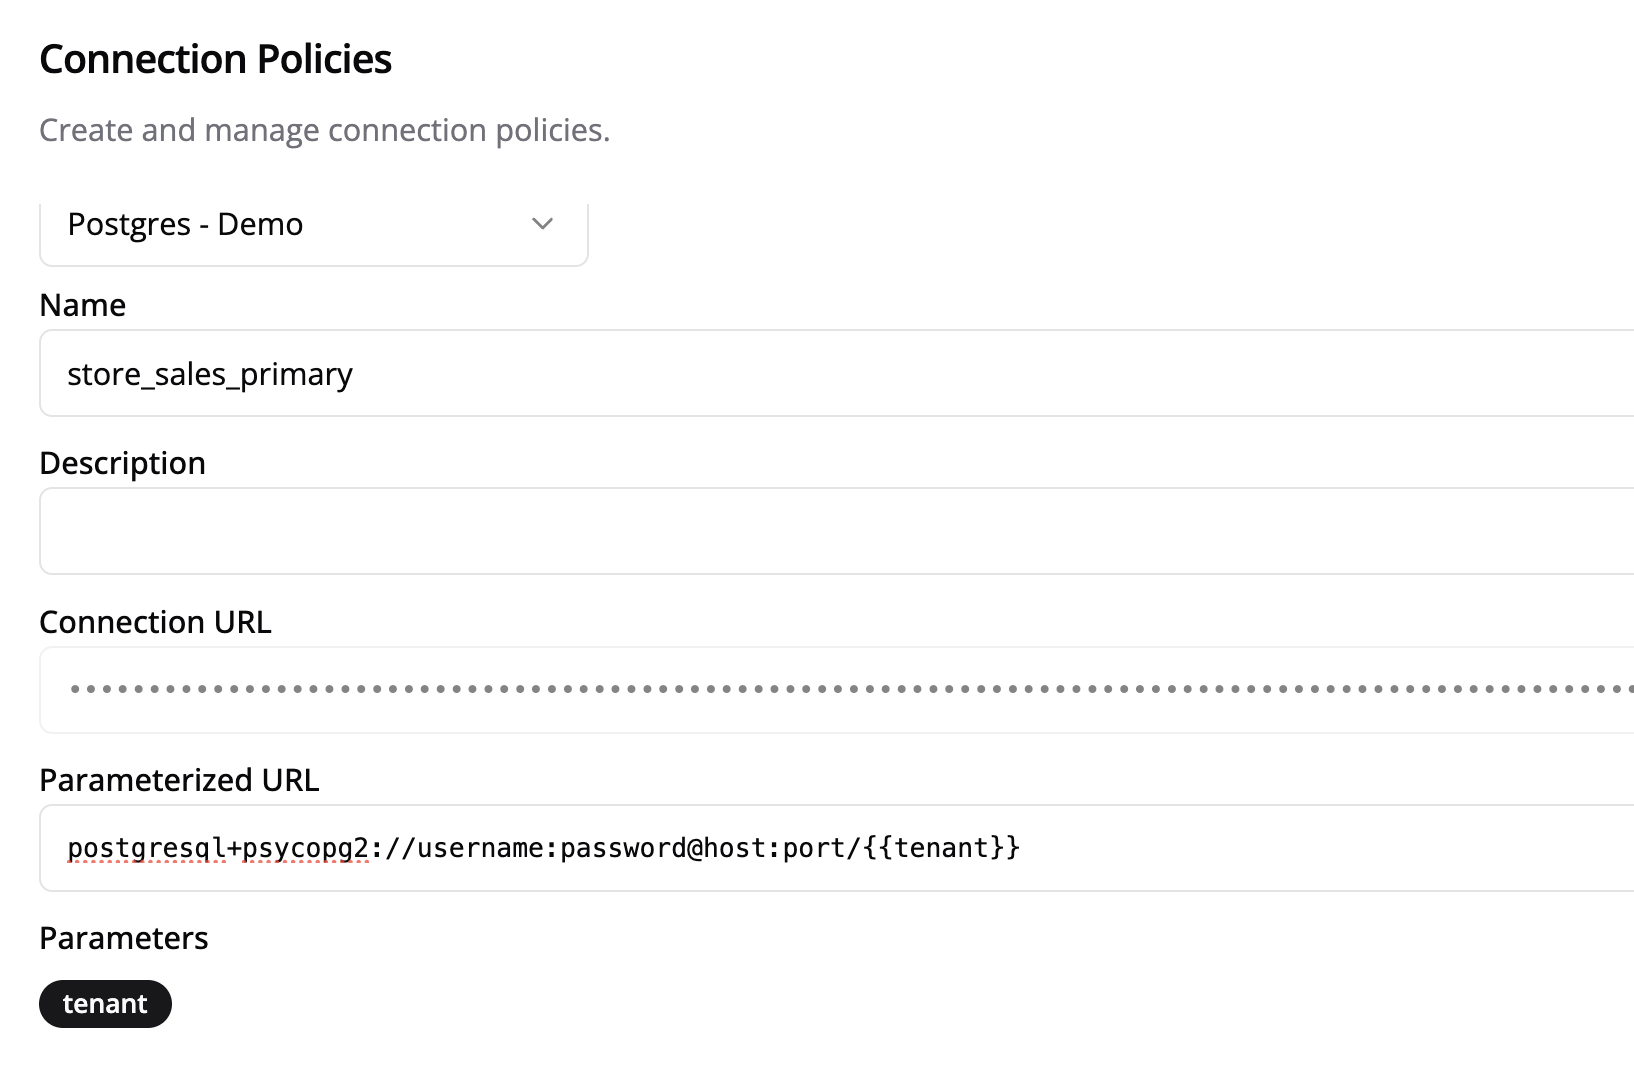 Connection Policies
Create and manage connection policies.
Postgres - Demo
Name
store_sales_primary
Description
Connection URL
Parameterized URL
postgresql+psycopg2://username:password@host:port/{{tenant}}
Parameters
tenant